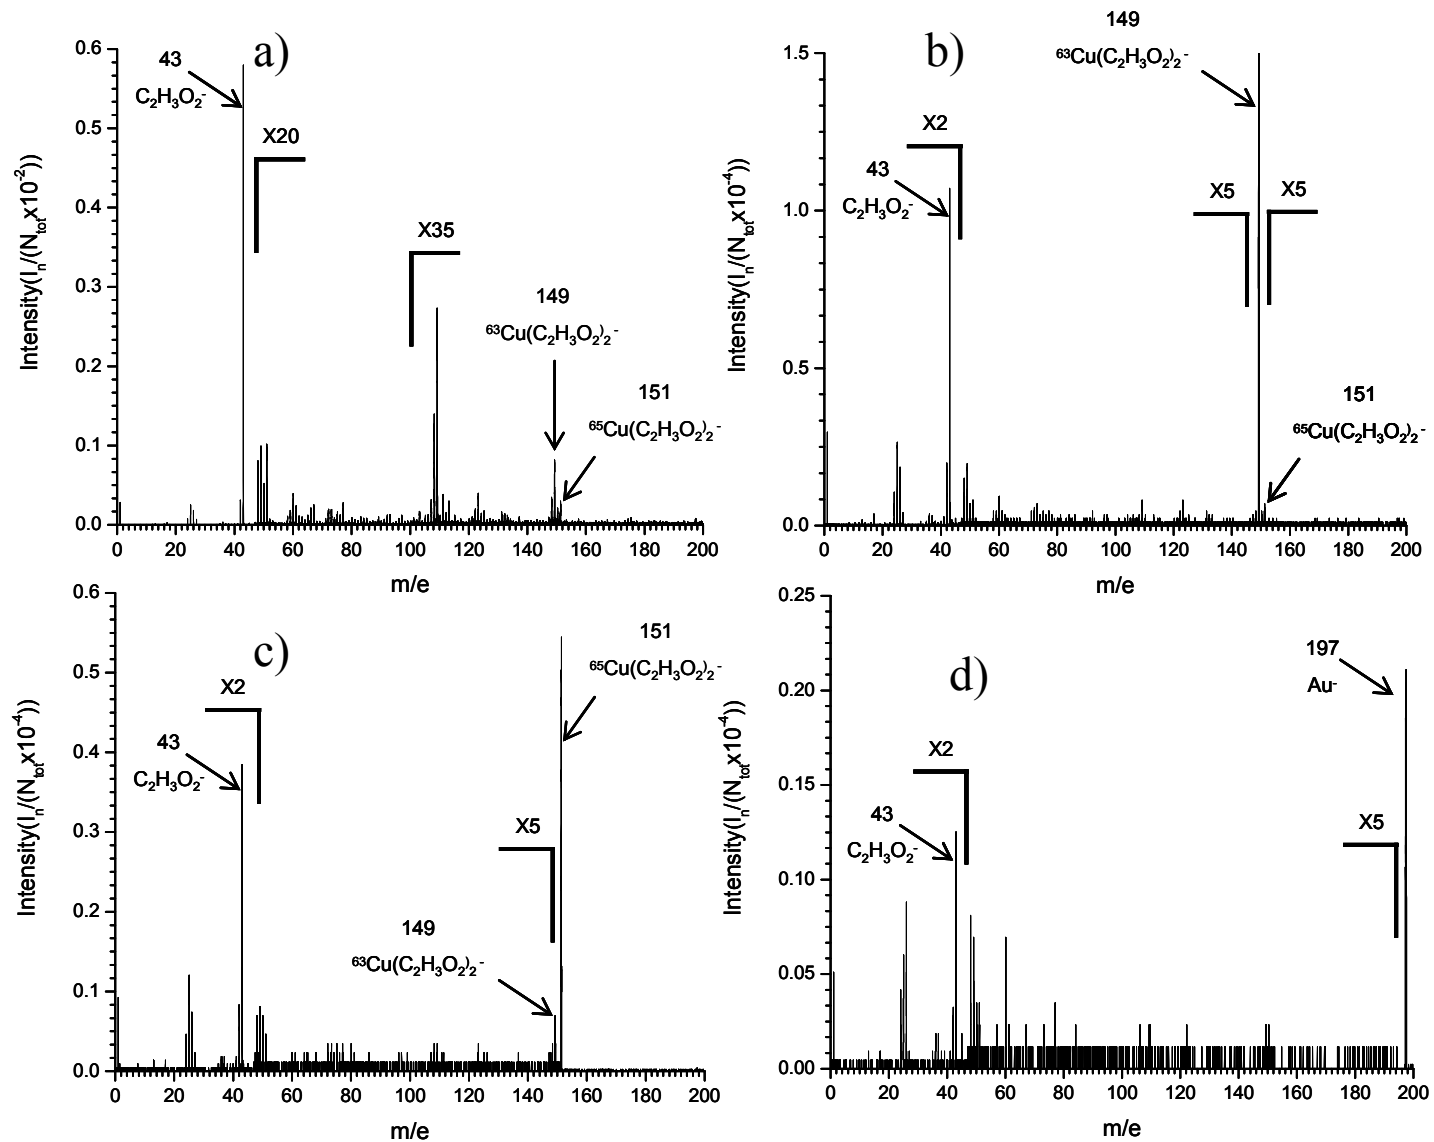 a)
43
C₂H₃O₂⁻
X20
X35
149
⁶³Cu(C₂H₃O₂)₂⁻
151
⁶⁵Cu(C₂H₃O₂)₂⁻
0.6
0.5
0.4
0.3
0.2
0.1
0.0
0 20 40 60 80 100 120 140 160 180 200
m/e
Intensity(Iₙ/(Nₜₒₜx10⁻²))
b)
149
⁶³Cu(C₂H₃O₂)₂⁻
X2
43
C₂H₃O₂⁻
X5 X5
151
⁶⁵Cu(C₂H₃O₂)₂⁻
1.5
1.0
0.5
0.0
0 20 40 60 80 100 120 140 160 180 200
m/e
Intensity(Iₙ/(Nₜₒₜx10⁻⁴))
c)
151
⁶⁵Cu(C₂H₃O₂)₂⁻
X2
43
C₂H₃O₂⁻
X5
149
⁶³Cu(C₂H₃O₂)₂⁻
0.6
0.5
0.4
0.3
0.2
0.1
0.0
0 20 40 60 80 100 120 140 160 180 200
m/e
Intensity(Iₙ/(Nₜₒₜx10⁻⁴))
d)
197
Au⁻
X2
43
C₂H₃O₂⁻
X5
0.25
0.20
0.15
0.10
0.05
0.00
0 20 40 60 80 100 120 140 160 180 200
m/e
Intensity(Iₙ/(Nₜₒₜx10⁻⁴))